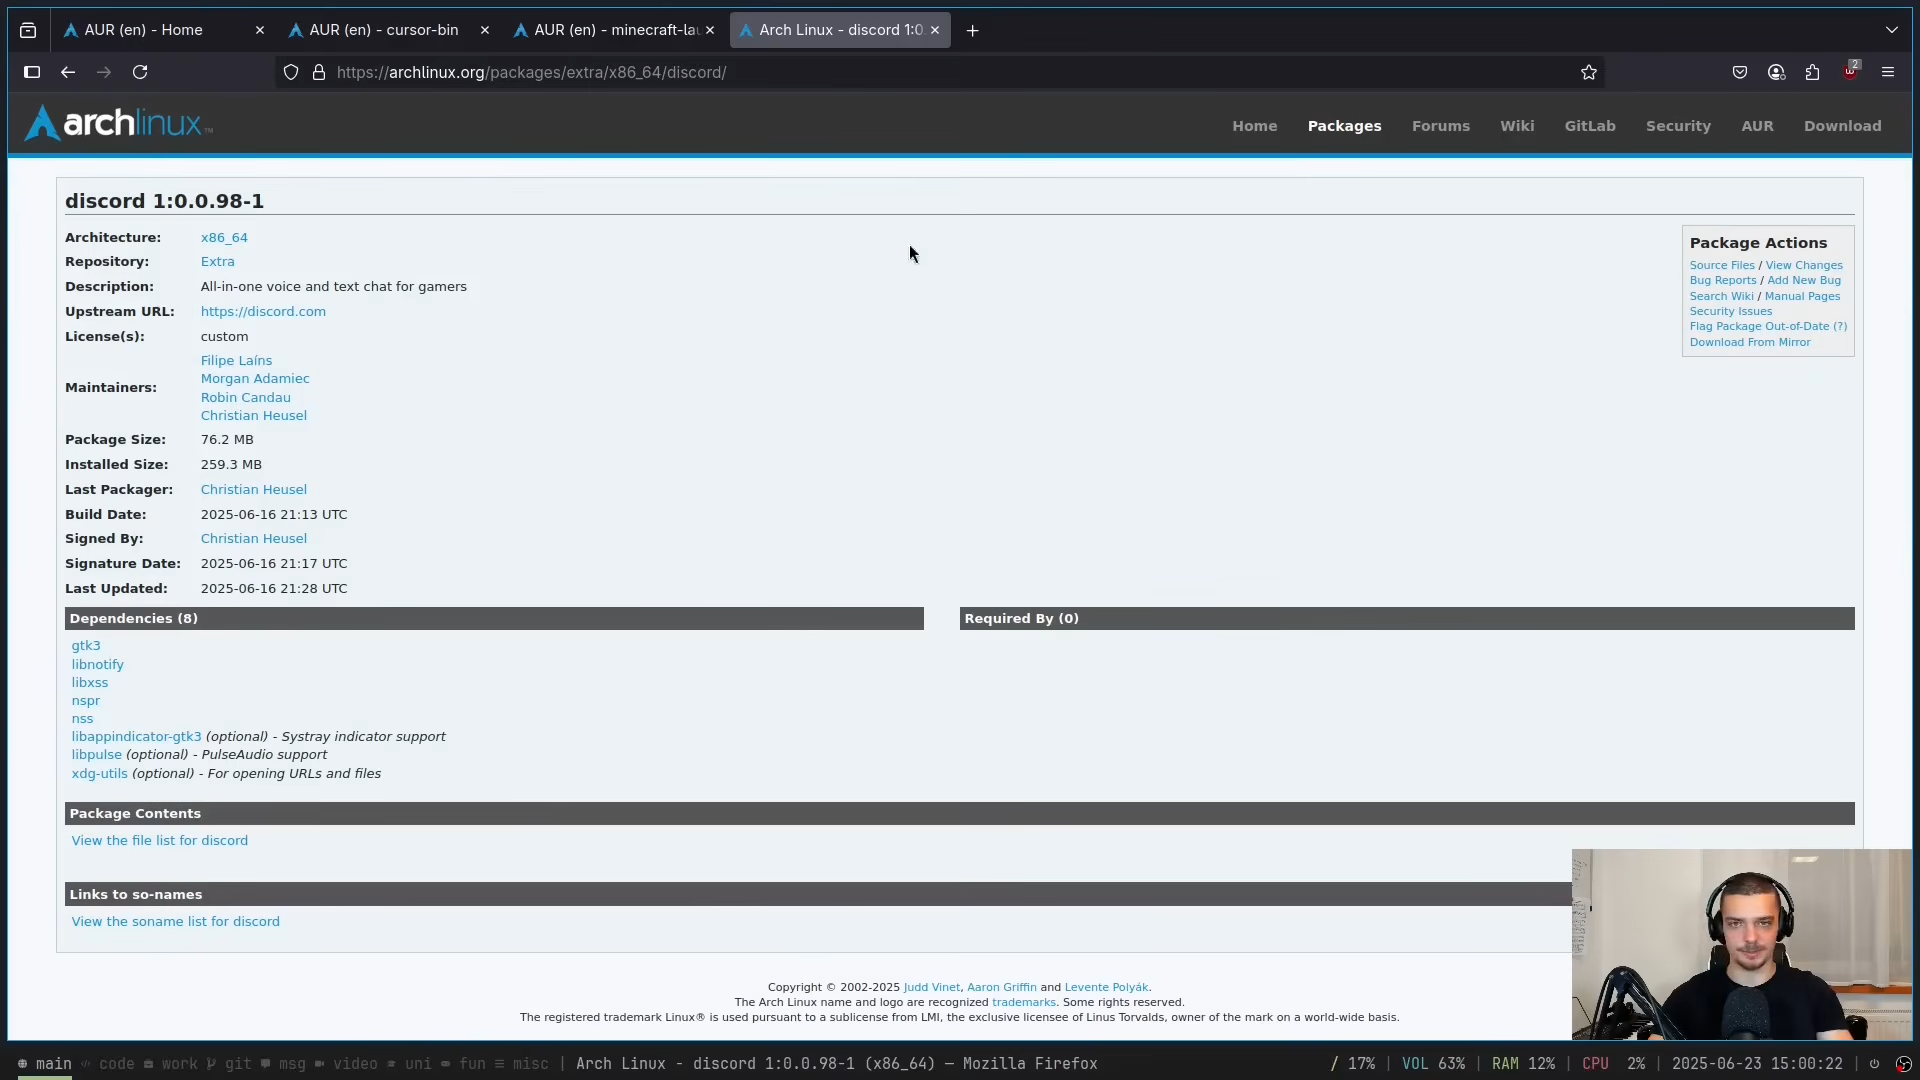 AUR (en) - Home
AUR (en) - cursor-bin
AUR (en) - minecraft-lau
Arch Linux - discord 1:0.
https://archlinux.org/packages/extra/x86_64/discord/
2
archlinux™
Home Packages Forums Wiki GitLab Security AUR Download
discord 1:0.0.98-1
Architecture: x86_64
Repository: Extra
Description: All-in-one voice and text chat for gamers
Upstream URL: https://discord.com
License(s): custom
Maintainers:
Filipe Laíns
Morgan Adamiec
Robin Candau
Christian Heusel
Package Size: 76.2 MB
Installed Size: 259.3 MB
Last Packager: Christian Heusel
Build Date: 2025-06-16 21:13 UTC
Signed By: Christian Heusel
Signature Date: 2025-06-16 21:17 UTC
Last Updated: 2025-06-16 21:28 UTC
Package Actions
Source Files / View Changes
Bug Reports / Add New Bug
Search Wiki / Manual Pages
Security Issues
Flag Package Out-of-Date (?)
Download From Mirror
Dependencies (8)
gtk3
libnotify
libxss
nspr
nss
libappindicator-gtk3 (optional) - Systray indicator support
libpulse (optional) - PulseAudio support
xdg-utils (optional) - For opening URLs and files
Required By (0)
Package Contents
View the file list for discord
Links to so-names
View the soname list for discord
Copyright © 2002-2025 Judd Vinet, Aaron Griffin and Levente Polyák.
The Arch Linux name and logo are recognized trademarks. Some rights reserved.
The registered trademark Linux® is used pursuant to a sublicense from LMI, the exclusive licensee of Linus Torvalds, owner of the mark on a world-wide basis.
main code work git msg video uni fun misc | Arch Linux - discord 1:0.0.98-1 (x86_64) — Mozilla Firefox
/ 17% | VOL 63% | RAM 12% | CPU 2% | 2025-06-23 15:00:22 |